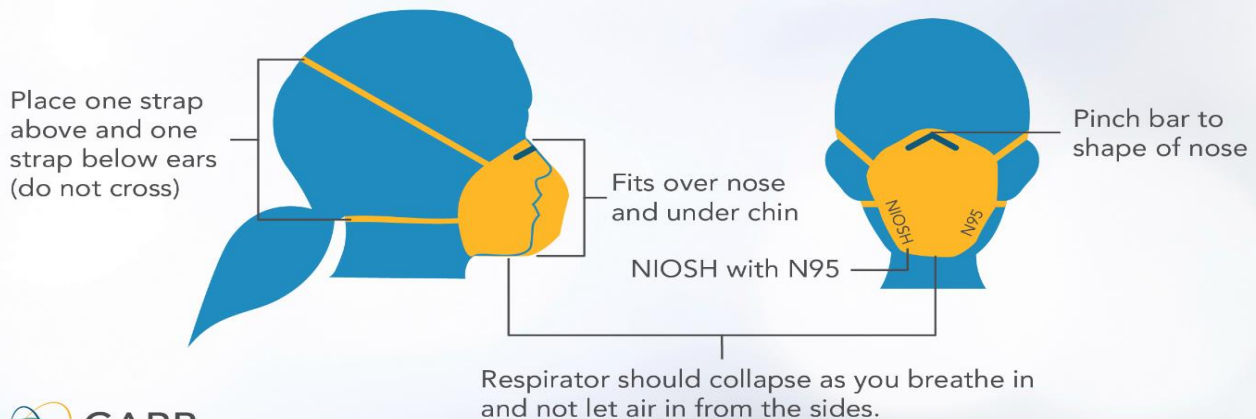 Place one strap
above and one
strap below ears
(do not cross)
Fits over nose
and under chin
NIOSH with N95
NIOSH
N95
Pinch bar to
shape of nose
Respirator should collapse as you breathe in
and not let air in from the sides.